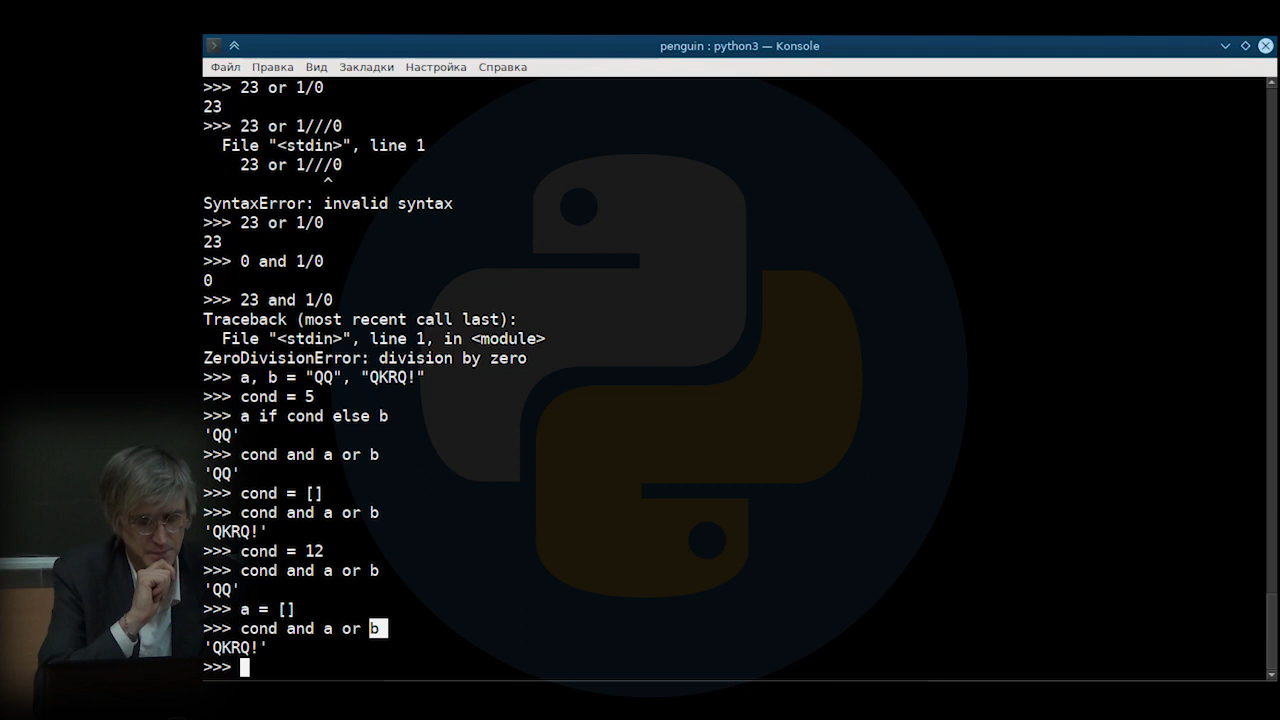 penguin : python3 — Konsole
Файл Правка Вид Закладки Настройка Справка
>>> 23 or 1/0
23
>>> 23 or 1///0
  File "<stdin>", line 1
    23 or 1///0
             ^
SyntaxError: invalid syntax
>>> 23 or 1/0
23
>>> 0 and 1/0
0
>>> 23 and 1/0
Traceback (most recent call last):
  File "<stdin>", line 1, in <module>
ZeroDivisionError: division by zero
>>> a, b = "QQ", "QKRQ!"
>>> cond = 5
>>> a if cond else b
'QQ'
>>> cond and a or b
'QQ'
>>> cond = []
>>> cond and a or b
'QKRQ!'
>>> cond = 12
>>> cond and a or b
'QQ'
>>> a = []
>>> cond and a or b
'QKRQ!'
>>>